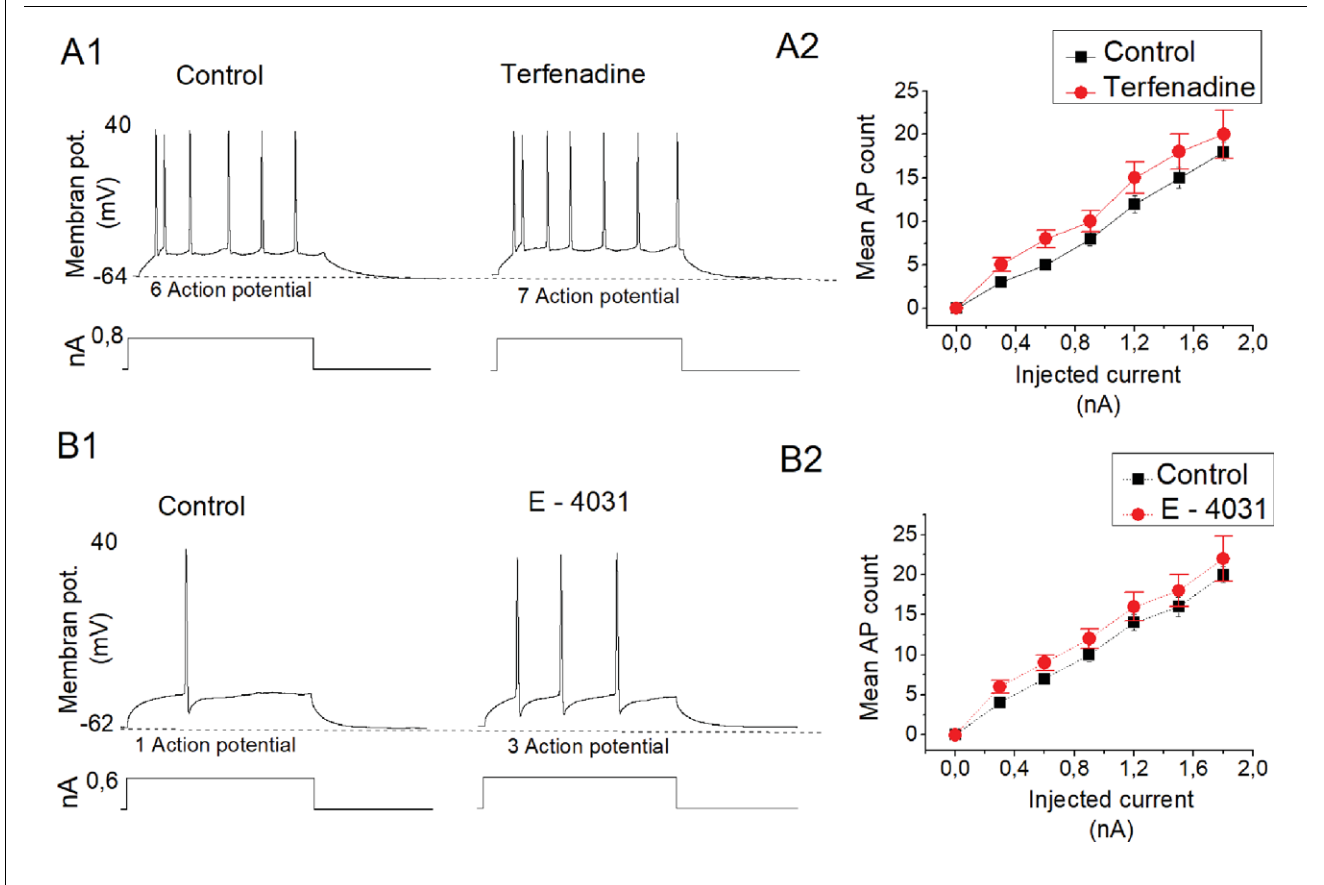 A1
Control
Terfenadine
Membran pot.
(mV)
40
-64
6 Action potential
7 Action potential
nA
0,8
A2
Control
Terfenadine
Mean AP count
25
20
15
10
5
0
0,0 0,4 0,8 1,2 1,6 2,0
Injected current
(nA)
B1
Control
E - 4031
Membran pot.
(mV)
40
-62
1 Action potential
3 Action potential
nA
0,6
B2
Control
E - 4031
Mean AP count
25
20
15
10
5
0
0,0 0,4 0,8 1,2 1,6 2,0
Injected current
(nA)